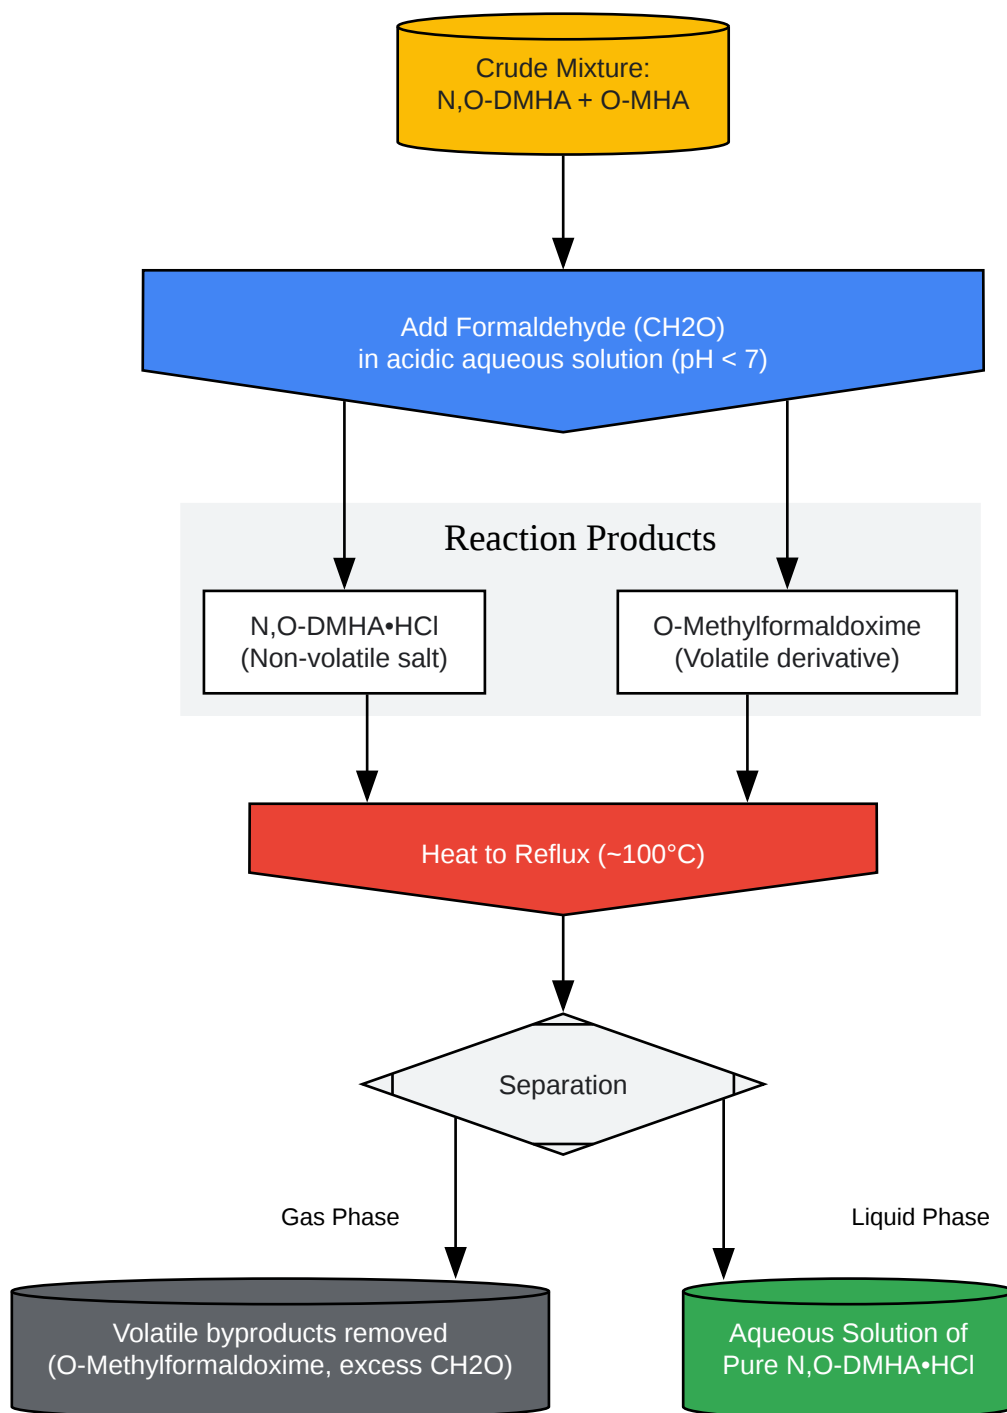 Crude Mixture:
N,O-DMHA + O-MHA
Add Formaldehyde (CH2O)
in acidic aqueous solution (pH < 7)
Reaction Products
N,O-DMHA•HCl
(Non-volatile salt)
O-Methylformaldoxime
(Volatile derivative)
Heat to Reflux (~100°C)
Separation
Gas Phase
Liquid Phase
Volatile byproducts removed
(O-Methylformaldoxime, excess CH2O)
Aqueous Solution of
Pure N,O-DMHA•HCl